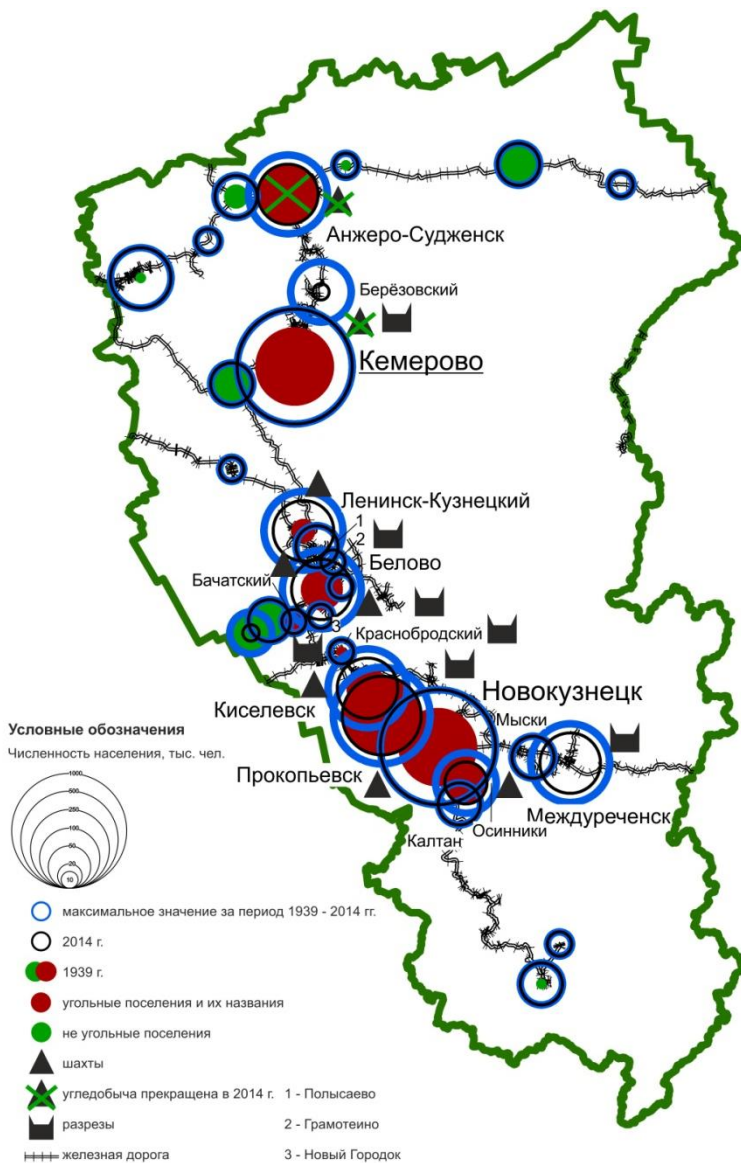 Анжеро-Судженск
Берёзовский
Кемерово
Ленинск-Кузнецкий
1
2
Белово
Бачатский
3
Краснобродский
Киселевск
Новокузнецк
Мыски
Прокопьевск
Междуреченск
Осинники
Калтан
Условные обозначения
Численность населения, тыс. чел.
1000
500
250
100
50
20
10
максимальное значение за период 1939 - 2014 гг.
2014 г.
1939 г.
угольные поселения и их названия
не угольные поселения
шахты
угледобыча прекращена в 2014 г. 1 - Полысаево
разрезы 2 - Грамотеино
железная дорога 3 - Новый Городок